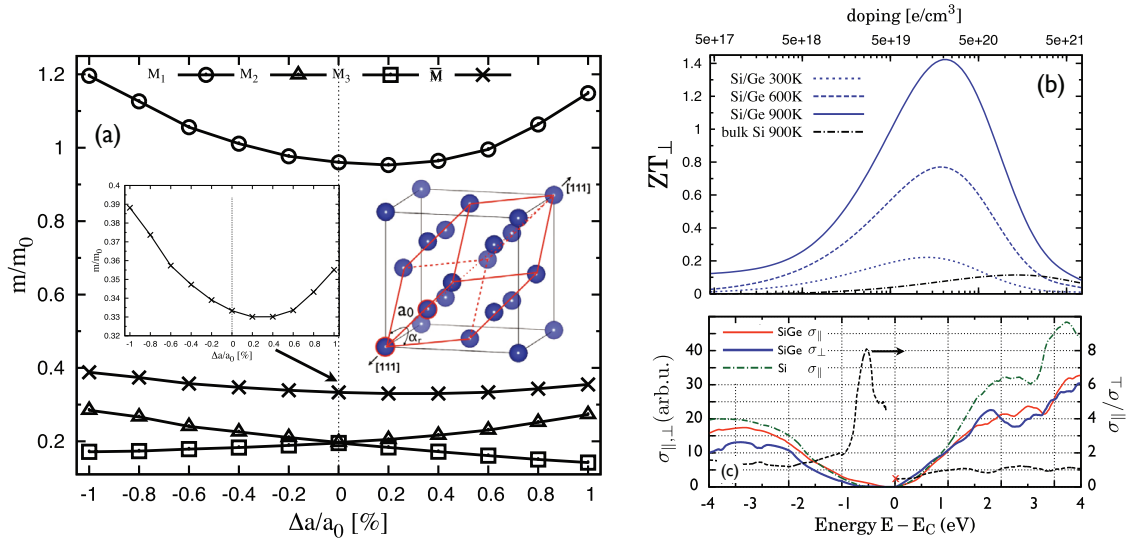 M₁ M₂ M₃ M̅
(a)
1.2
1
0.8
0.6
0.4
0.2
m/m₀
-1 -0.8 -0.6 -0.4 -0.2 0 0.2 0.4 0.6 0.8 1
Δa/a₀ [%]
0.4
0.39
0.38
0.37
0.36
0.35
0.34
0.33
0.32
m/m₀
-1 -0.8 -0.6 -0.4 -0.2 0 0.2 0.4 0.6 0.8 1
Δa/a₀ [%]
[111]
a₀
αᵣ
[111]
doping [e/cm³]
5e+17 5e+18 5e+19 5e+20 5e+21
(b)
Si/Ge 300K
Si/Ge 600K
Si/Ge 900K
bulk Si 900K
1.4
1.2
1
0.8
0.6
0.4
0.2
0
ZT⊥
SiGe σ∥
SiGe σ⊥
Si σ∥
40
30
20
10
0
σ∥,⊥ (arb.u.)
8
6
4
2
0
σ∥/σ⊥
(c)
-4 -3 -2 -1 0 1 2 3 4
Energy E − E_C (eV)